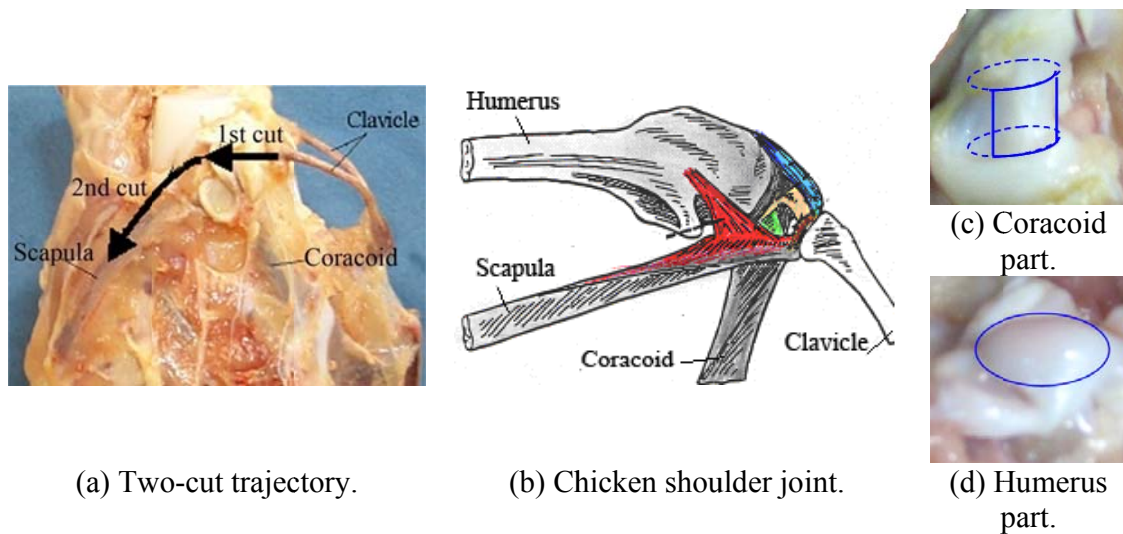 1st cut
Clavicle
2nd cut
Scapula
Coracoid
(a) Two-cut trajectory.
Humerus
Scapula
Coracoid
Clavicle
(b) Chicken shoulder joint.
(c) Coracoid
part.
(d) Humerus
part.